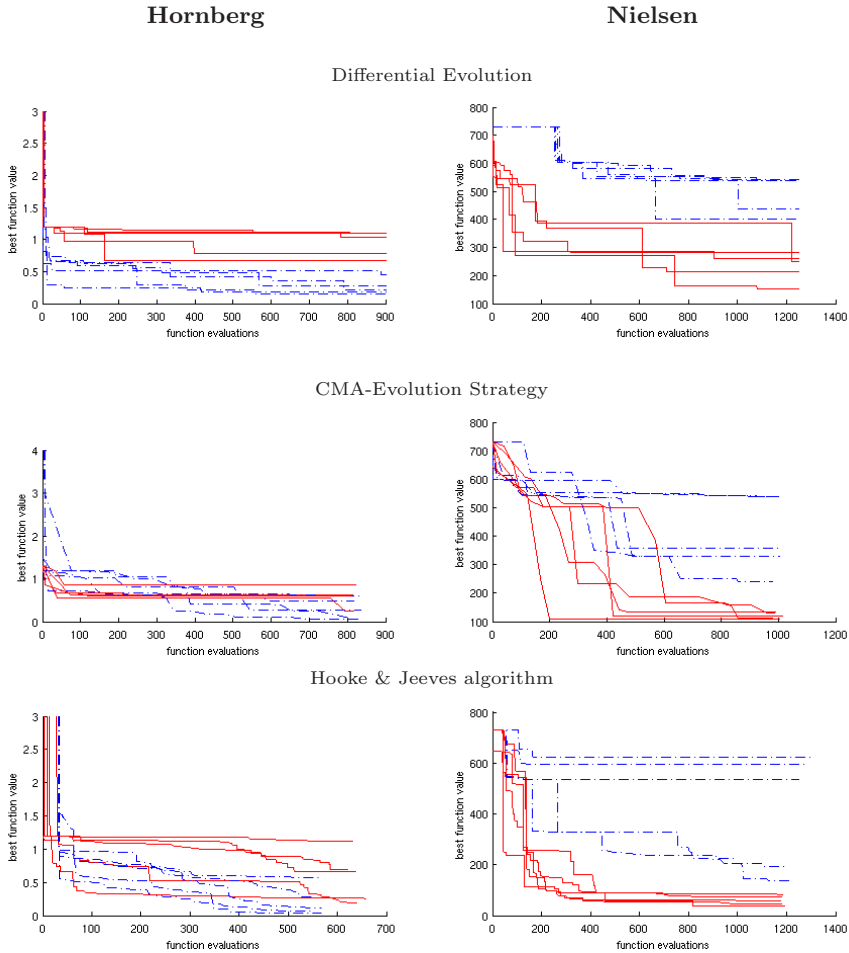 Hornberg
Nielsen
Differential Evolution
3
2.5
2
1.5
1
0.5
0
best function value
0 100 200 300 400 500 600 700 800 900
function evaluations
800
700
600
500
400
300
200
100
best function value
0 200 400 600 800 1000 1200 1400
function evaluations
CMA-Evolution Strategy
4
3
2
1
0
best function value
0 100 200 300 400 500 600 700 800 900
function evaluations
800
700
600
500
400
300
200
100
best function value
0 200 400 600 800 1000 1200
function evaluations
Hooke & Jeeves algorithm
3
2.5
2
1.5
1
0.5
0
best function value
0 100 200 300 400 500 600 700
function evaluations
800
600
400
200
0
best function value
0 200 400 600 800 1000 1200 1400
function evaluations